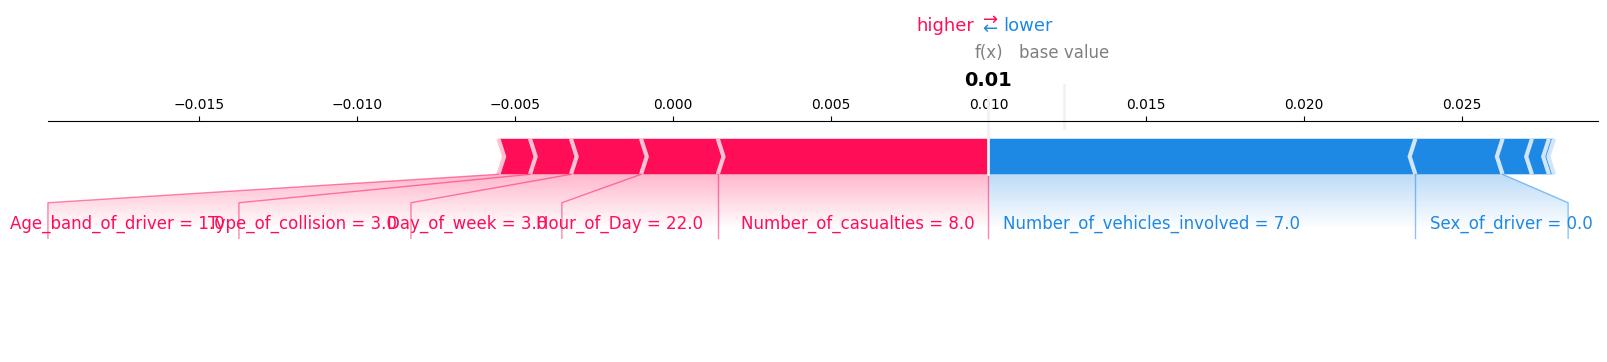 higher ⇄ lower
f(x) base value
0.01
−0.015 −0.010 −0.005 0.000 0.005 0.010 0.015 0.020 0.025
Age_band_of_driver = 1.0 Type_of_collision = 3.0 Day_of_week = 3.0 Hour_of_Day = 22.0 Number_of_casualties = 8.0 Number_of_vehicles_involved = 7.0 Sex_of_driver = 0.0